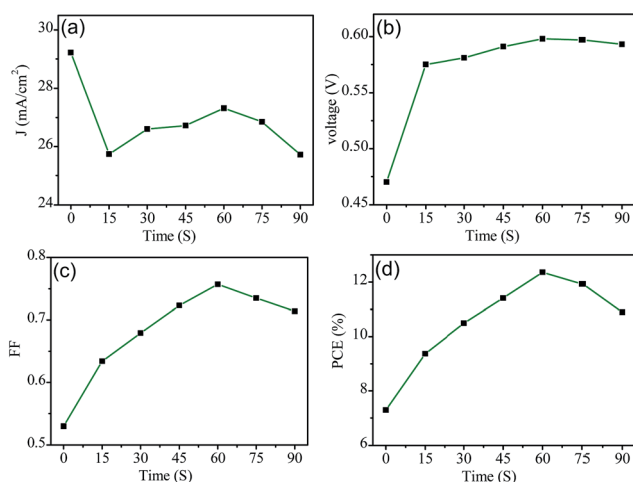 (a)
J (mA/cm²)
30
28
26
24
0 15 30 45 60 75 90
Time (S)
(b)
voltage (V)
0.60
0.55
0.50
0.45
0 15 30 45 60 75 90
Time (S)
(c)
FF
0.8
0.7
0.6
0.5
0 15 30 45 60 75 90
Time (S)
(d)
PCE (%)
12
10
8
6
0 15 30 45 60 75 90
Time (S)